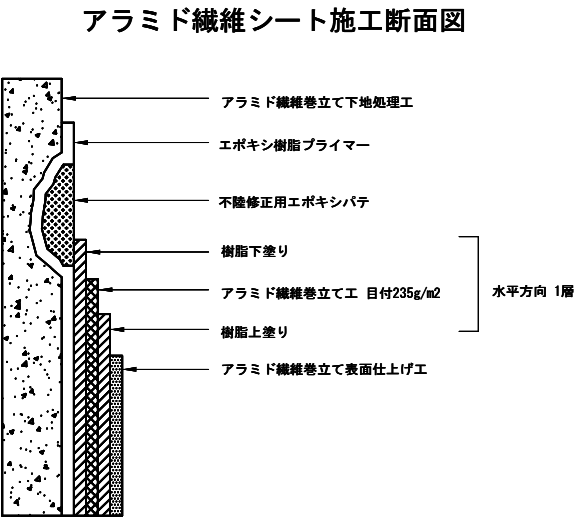 アラミド繊維シート施工断面図
アラミド繊維巻立て下地処理工
エポキシ樹脂プライマー
不陸修正用エポキシパテ
樹脂下塗り
アラミド繊維巻立て工 目付235g/m2
水平方向 1層
樹脂上塗り
アラミド繊維巻立て表面仕上げ工